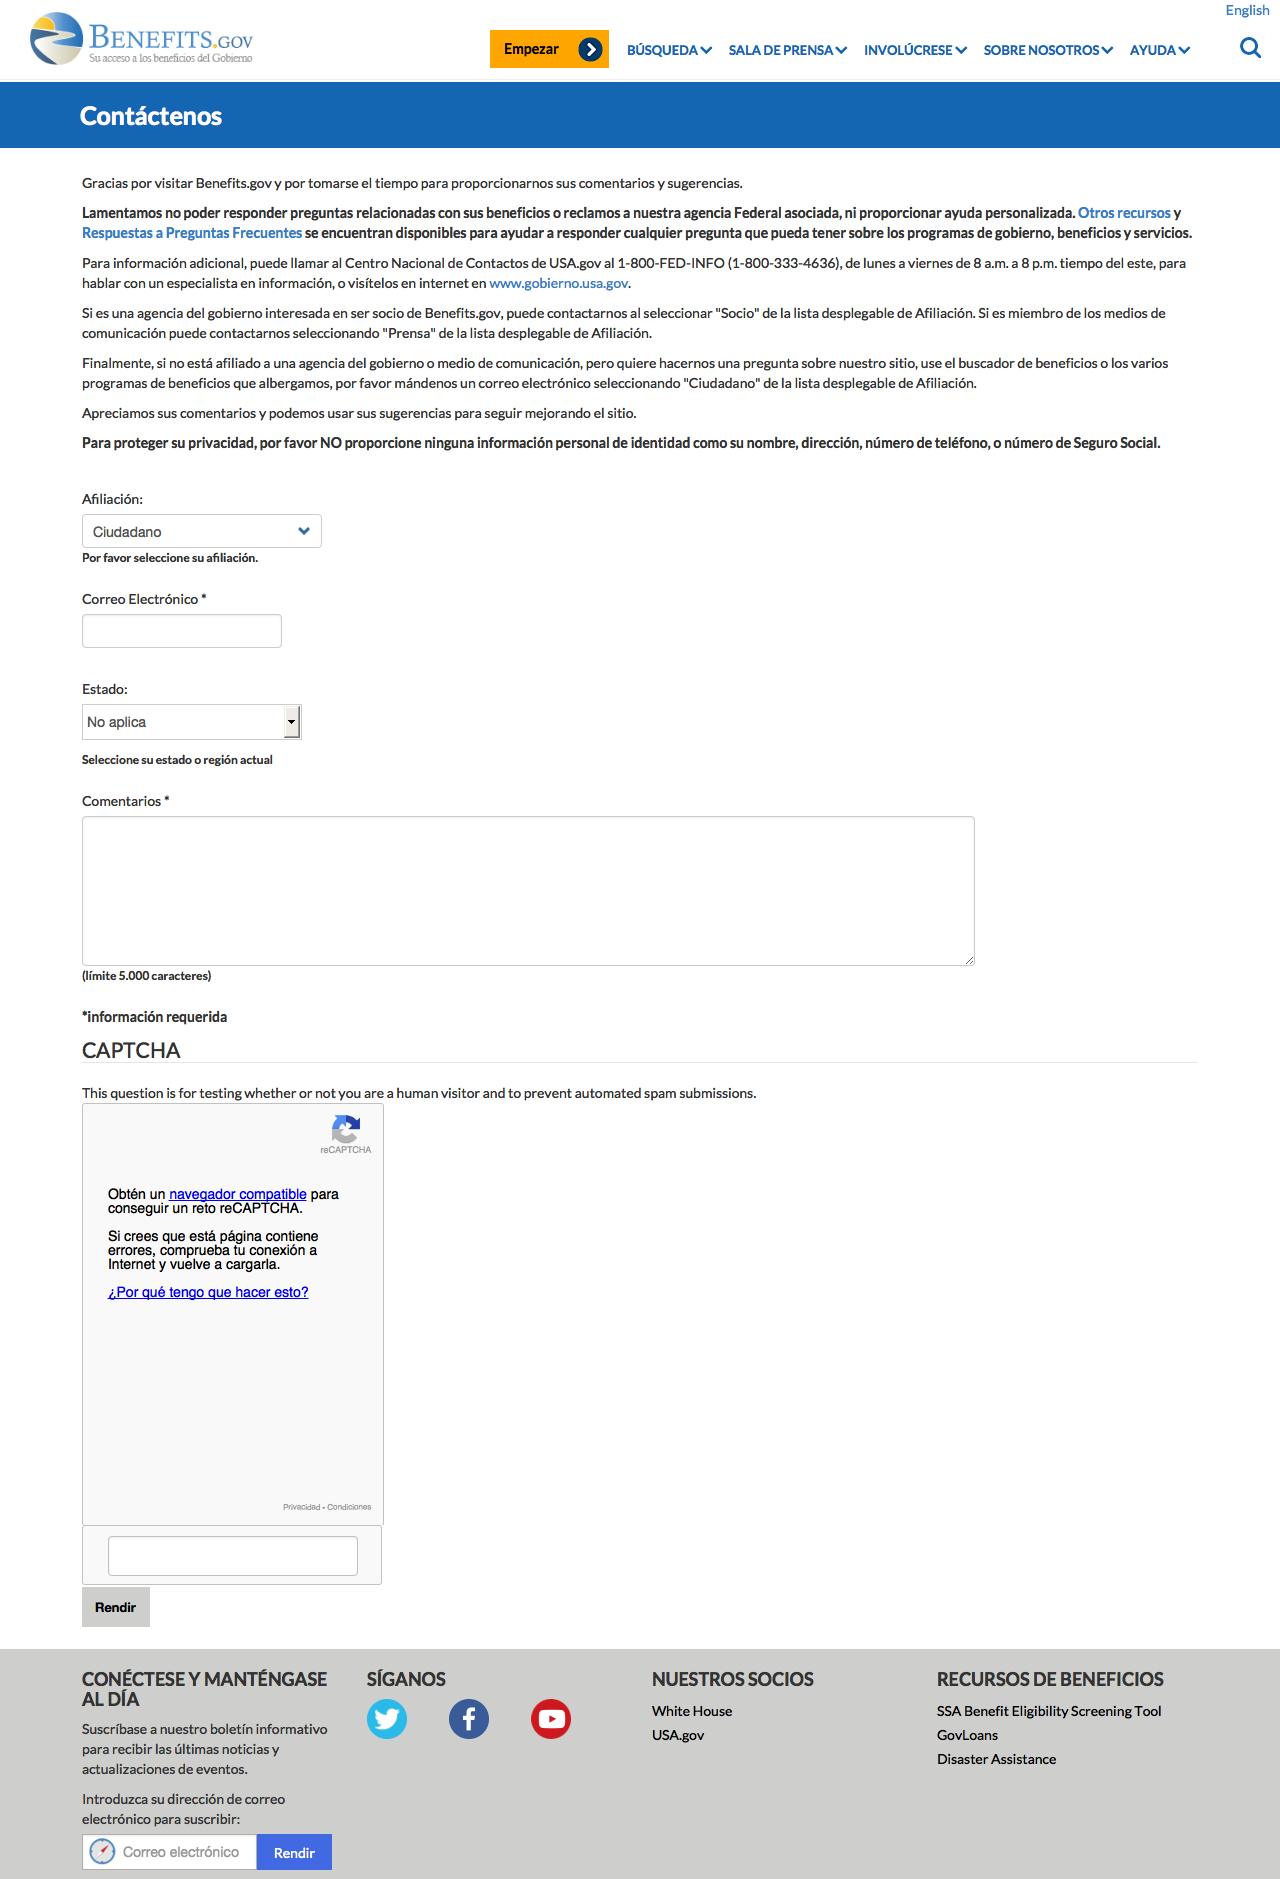 English
BENEFITS.GOV
Su acceso a los beneficios del Gobierno
Empezar
BÚSQUEDA
SALA DE PRENSA
INVOLÚCRESE
SOBRE NOSOTROS
AYUDA
Contáctenos
Gracias por visitar Benefits.gov y por tomarse el tiempo para proporcionarnos sus comentarios y sugerencias.
Lamentamos no poder responder preguntas relacionadas con sus beneficios o reclamos a nuestra agencia Federal asociada, ni proporcionar ayuda personalizada. Otros recursos y
Respuestas a Preguntas Frecuentes se encuentran disponibles para ayudar a responder cualquier pregunta que pueda tener sobre los programas de gobierno, beneficios y servicios.
Para información adicional, puede llamar al Centro Nacional de Contactos de USA.gov al 1-800-FED-INFO (1-800-333-4636), de lunes a viernes de 8 a.m. a 8 p.m. tiempo del este, para
hablar con un especialista en información, o visítelos en internet en www.gobierno.usa.gov.
Si es una agencia del gobierno interesada en ser socio de Benefits.gov, puede contactarnos al seleccionar "Socio" de la lista desplegable de Afiliación. Si es miembro de los medios de
comunicación puede contactarnos seleccionando "Prensa" de la lista desplegable de Afiliación.
Finalmente, si no está afiliado a una agencia del gobierno o medio de comunicación, pero quiere hacernos una pregunta sobre nuestro sitio, use el buscador de beneficios o los varios
programas de beneficios que albergamos, por favor mándenos un correo electrónico seleccionando "Ciudadano" de la lista desplegable de Afiliación.
Apreciamos sus comentarios y podemos usar sus sugerencias para seguir mejorando el sitio.
Para proteger su privacidad, por favor NO proporcione ninguna información personal de identidad como su nombre, dirección, número de teléfono, o número de Seguro Social.
Afiliación:
Ciudadano
Por favor seleccione su afiliación.
Correo Electrónico *
Estado:
No aplica
Seleccione su estado o región actual
Comentarios *
(límite 5.000 caracteres)
*información requerida
CAPTCHA
This question is for testing whether or not you are a human visitor and to prevent automated spam submissions.
reCAPTCHA
Obtén un navegador compatible para
conseguir un reto reCAPTCHA.
Si crees que está página contiene
errores, comprueba tu conexión a
Internet y vuelve a cargarla.
¿Por qué tengo que hacer esto?
Privacidad - Condiciones
Rendir
CONÉCTESE Y MANTÉNGASE
AL DÍA
Suscríbase a nuestro boletín informativo
para recibir las últimas noticias y
actualizaciones de eventos.
Introduzca su dirección de correo
electrónico para suscribir:
Correo electrónico
Rendir
SÍGANOS
NUESTROS SOCIOS
White House
USA.gov
RECURSOS DE BENEFICIOS
SSA Benefit Eligibility Screening Tool
GovLoans
Disaster Assistance